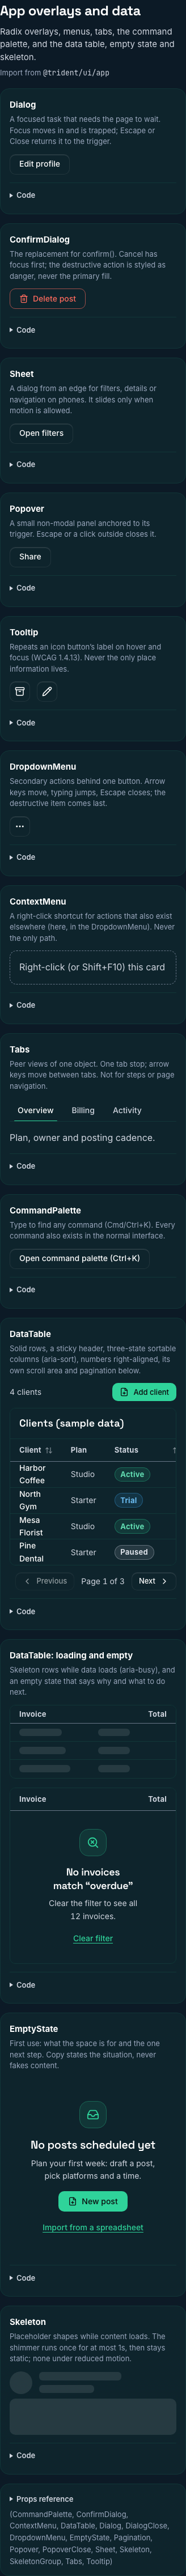 App overlays and data
Radix overlays, menus, tabs, the command
palette, and the data table, empty state and
skeleton.
Import from @trident/ui/app
Dialog
A focused task that needs the page to wait.
Focus moves in and is trapped; Escape or
Close returns it to the trigger.
Edit profile
Code
ConfirmDialog
The replacement for confirm(). Cancel has
focus first; the destructive action is styled as
danger, never the primary fill.
Delete post
Code
Sheet
A dialog from an edge for filters, details or
navigation on phones. It slides only when
motion is allowed.
Open filters
Code
Popover
A small non-modal panel anchored to its
trigger. Escape or a click outside closes it.
Share
Code
Tooltip
Repeats an icon button's label on hover and
focus (WCAG 1.4.13). Never the only place
information lives.
Code
DropdownMenu
Secondary actions behind one button. Arrow
keys move, typing jumps, Escape closes; the
destructive item comes last.
Code
ContextMenu
A right-click shortcut for actions that also exist
elsewhere (here, in the DropdownMenu). Never
the only path.
Right-click (or Shift+F10) this card
Code
Tabs
Peer views of one object. One tab stop; arrow
keys move between tabs. Not for steps or page
navigation.
Overview Billing Activity
Plan, owner and posting cadence.
Code
CommandPalette
Type to find any command (Cmd/Ctrl+K). Every
command also exists in the normal interface.
Open command palette (Ctrl+K)
Code
DataTable
Solid rows, a sticky header, three-state sortable
columns (aria-sort), numbers right-aligned, its
own scroll area and pagination below.
4 clients Add client
Clients (sample data)
Client Plan Status
Harbor
Coffee Studio Active
North
Gym Starter Trial
Mesa
Florist Studio Active
Pine
Dental Starter Paused
Previous Page 1 of 3 Next
Code
DataTable: loading and empty
Skeleton rows while data loads (aria-busy), and
an empty state that says why and what to do
next.
Invoice Total
Invoice Total
No invoices
match “overdue”
Clear the filter to see all
12 invoices.
Clear filter
Code
EmptyState
First use: what the space is for and the one
next step. Copy states the situation, never
fakes content.
No posts scheduled yet
Plan your first week: draft a post,
pick platforms and a time.
New post
Import from a spreadsheet
Code
Skeleton
Placeholder shapes while content loads. The
shimmer runs once for at most 1s, then stays
static; none under reduced motion.
Code
Props reference
(CommandPalette, ConfirmDialog,
ContextMenu, DataTable, Dialog, DialogClose,
DropdownMenu, EmptyState, Pagination,
Popover, PopoverClose, Sheet, Skeleton,
SkeletonGroup, Tabs, Tooltip)